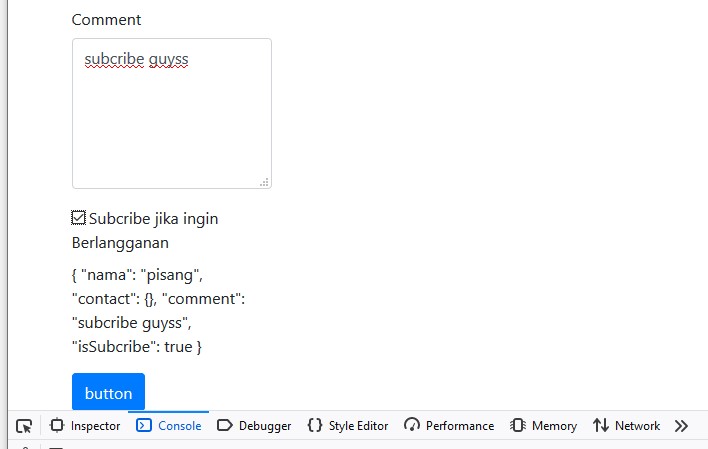 Comment
subcribe guyss
Subcribe jika ingin
Berlangganan
{ "nama": "pisang",
"contact": {}, "comment":
"subcribe guyss",
"isSubcribe": true }
button
Inspector Console Debugger Style Editor Performance Memory Network